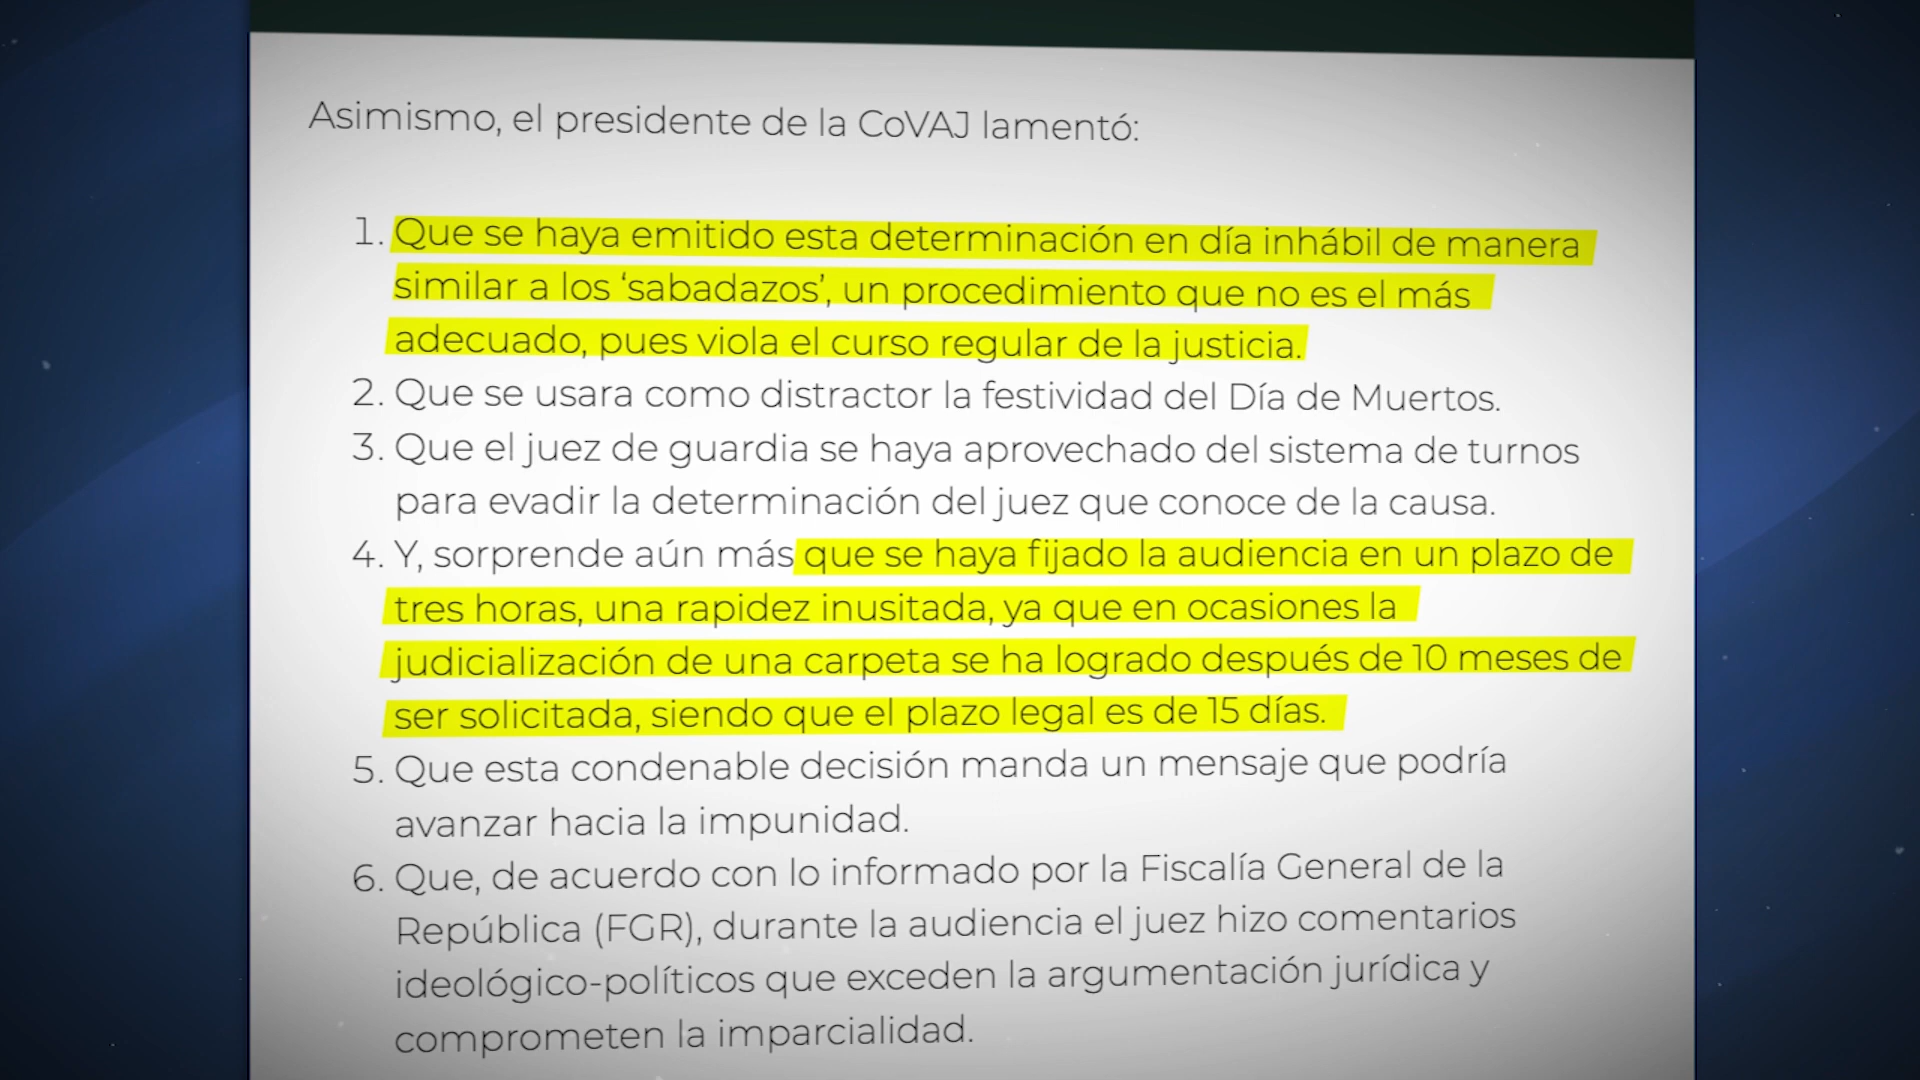 Asimismo, el presidente de la CoVAJ lamentó:
1. Que se haya emitido esta determinación en día inhábil de manera
similar a los ‘sabadazos’, un procedimiento que no es el más
adecuado, pues viola el curso regular de la justicia.
2. Que se usara como distractor la festividad del Día de Muertos.
3. Que el juez de guardia se haya aprovechado del sistema de turnos
para evadir la determinación del juez que conoce de la causa.
4. Y, sorprende aún más que se haya fijado la audiencia en un plazo de
tres horas, una rapidez inusitada, ya que en ocasiones la
judicialización de una carpeta se ha logrado después de 10 meses de
ser solicitada, siendo que el plazo legal es de 15 días.
5. Que esta condenable decisión manda un mensaje que podría
avanzar hacia la impunidad.
6. Que, de acuerdo con lo informado por la Fiscalía General de la
República (FGR), durante la audiencia el juez hizo comentarios
ideológico-políticos que exceden la argumentación jurídica y
comprometen la imparcialidad.